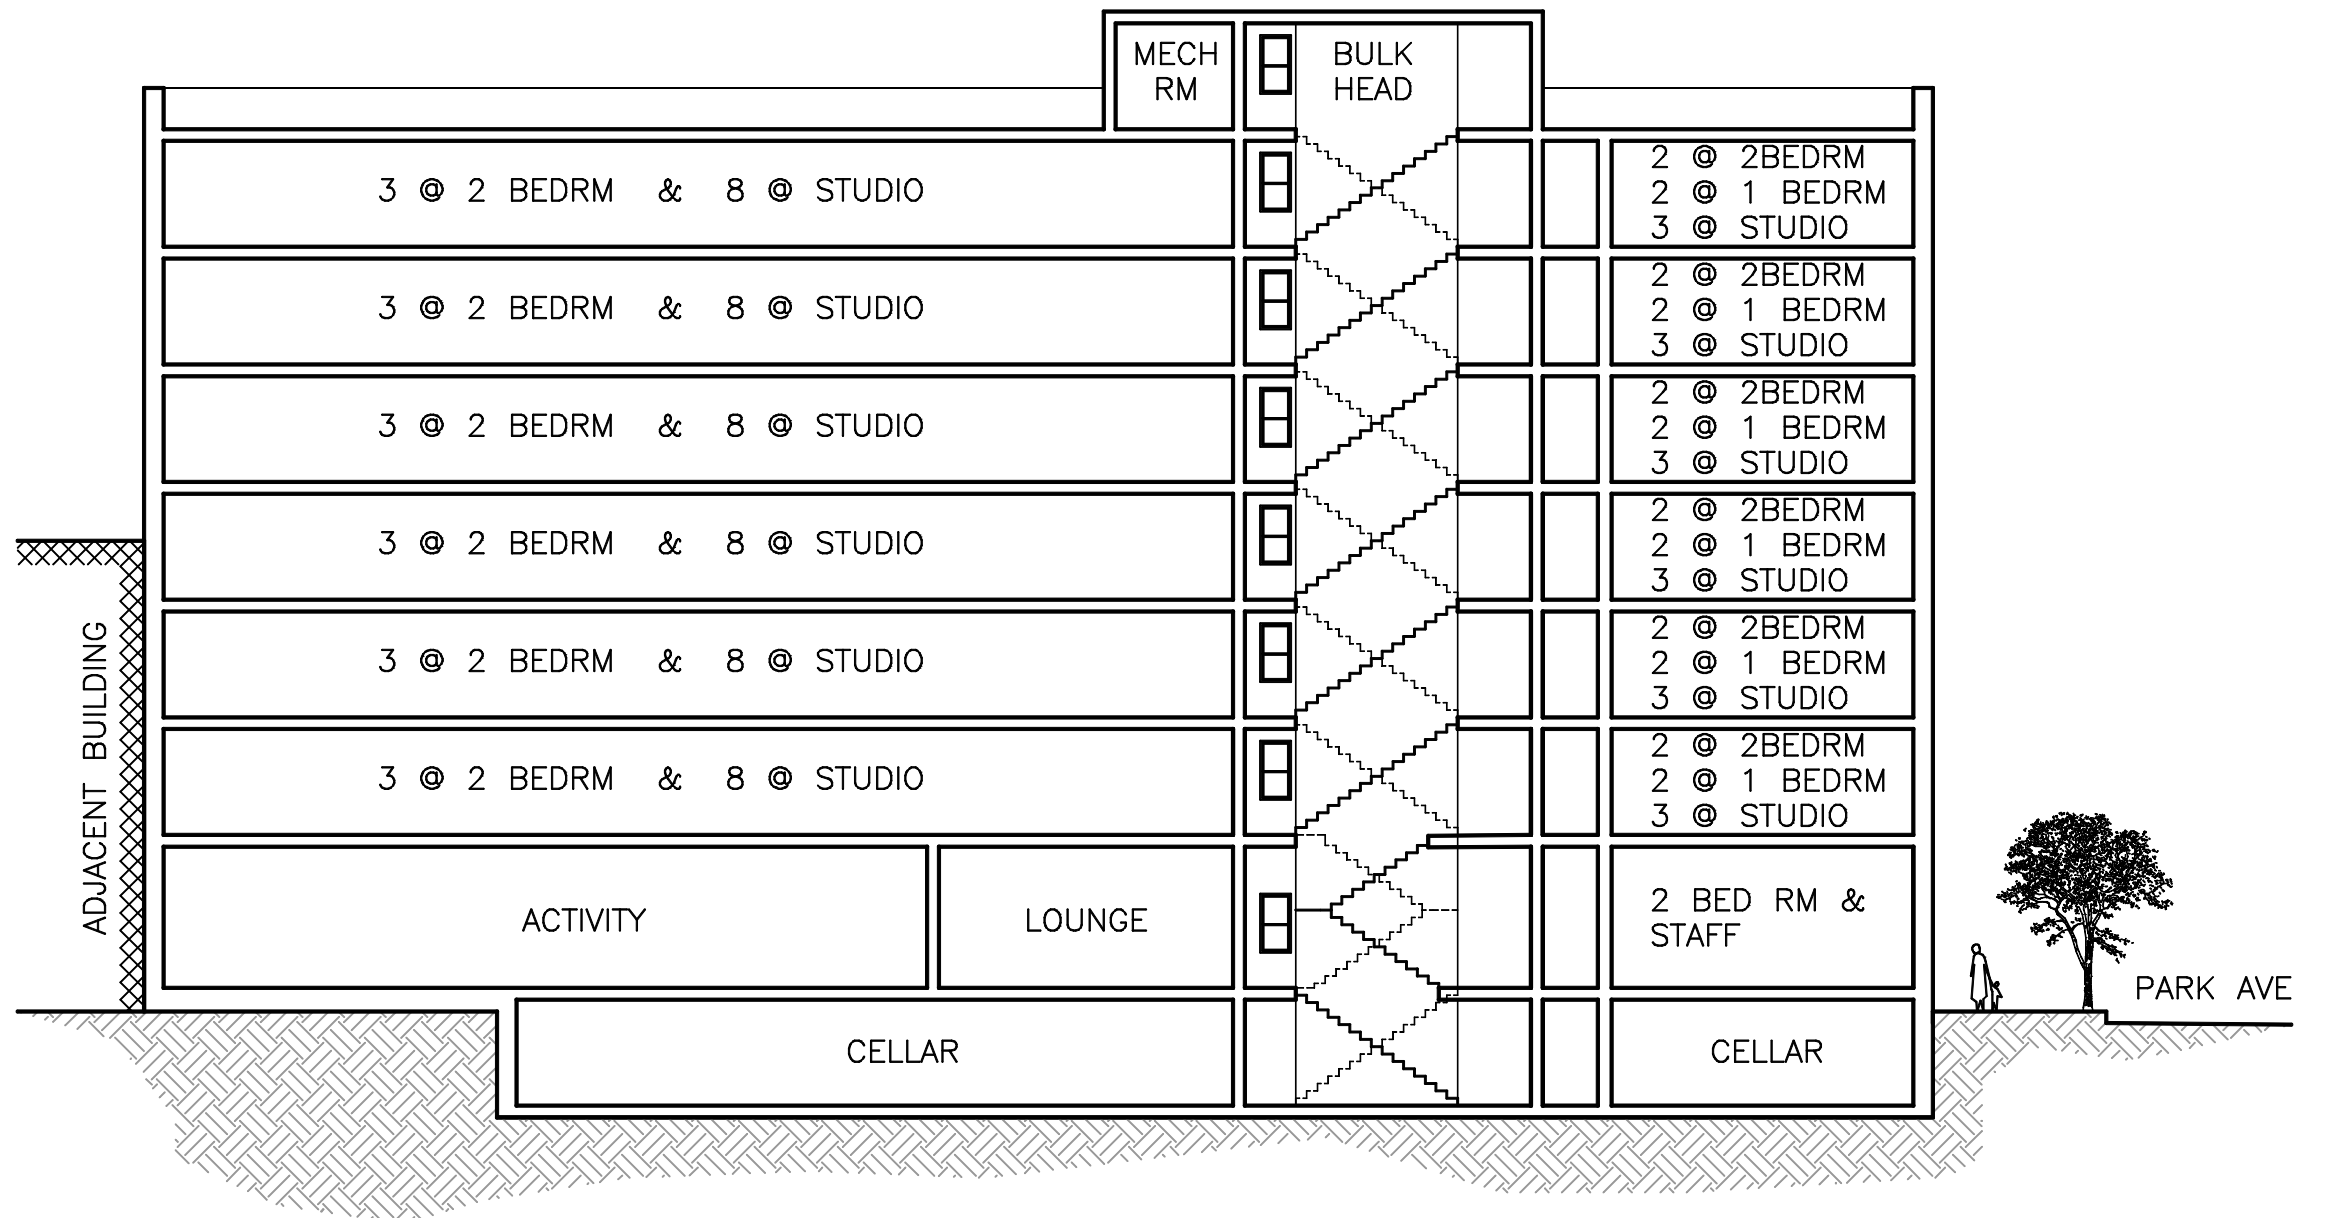 MECH
RM
BULK
HEAD
3 @ 2 BEDRM & 8 @ STUDIO
2 @ 2BEDRM
2 @ 1 BEDRM
3 @ STUDIO
3 @ 2 BEDRM & 8 @ STUDIO
2 @ 2BEDRM
2 @ 1 BEDRM
3 @ STUDIO
3 @ 2 BEDRM & 8 @ STUDIO
2 @ 2BEDRM
2 @ 1 BEDRM
3 @ STUDIO
3 @ 2 BEDRM & 8 @ STUDIO
2 @ 2BEDRM
2 @ 1 BEDRM
3 @ STUDIO
3 @ 2 BEDRM & 8 @ STUDIO
2 @ 2BEDRM
2 @ 1 BEDRM
3 @ STUDIO
3 @ 2 BEDRM & 8 @ STUDIO
2 @ 2BEDRM
2 @ 1 BEDRM
3 @ STUDIO
ADJACENT BUILDING
ACTIVITY
LOUNGE
2 BED RM &
STAFF
PARK AVE
CELLAR
CELLAR